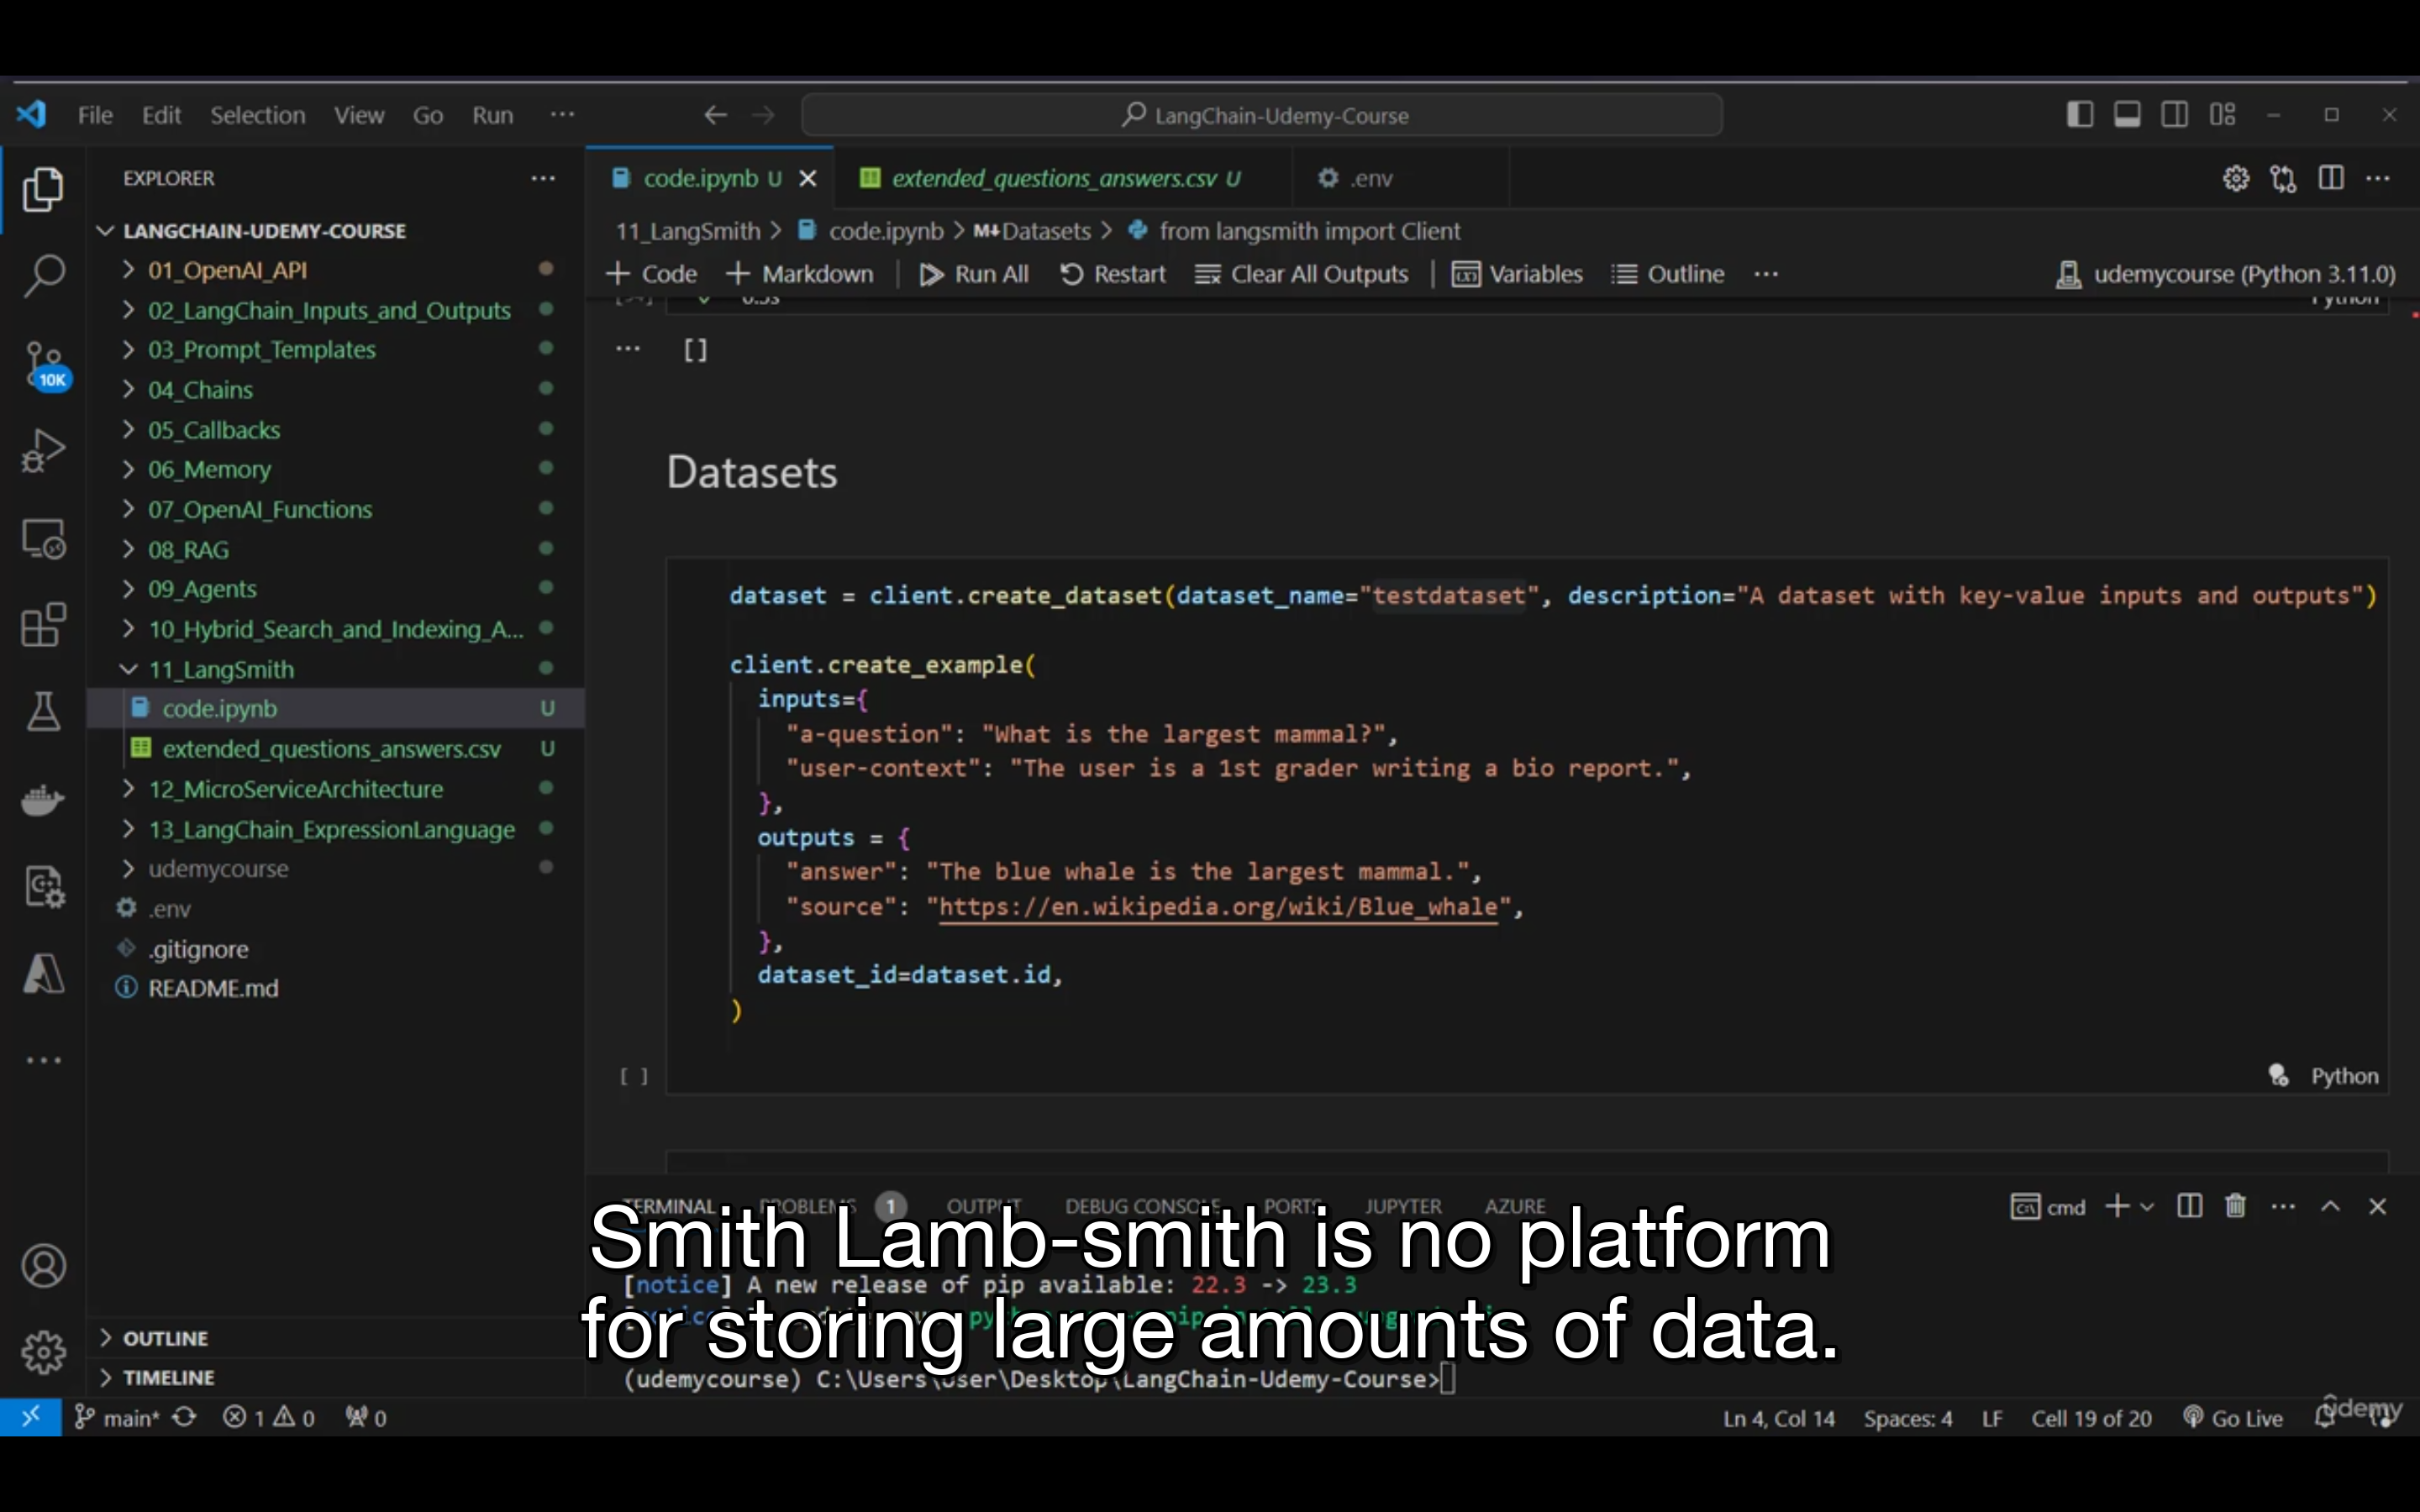 File Edit Selection View Go Run ··· LangChain-Udemy-Course
EXPLORER
code.ipynb U
extended_questions_answers.csv U
.env
LANGCHAIN-UDEMY-COURSE
11_LangSmith > code.ipynb > M↓Datasets > from langsmith import Client
+ Code + Markdown Run All Restart Clear All Outputs Variables Outline ··· udemycourse (Python 3.11.0)
01_OpenAI_API
02_LangChain_Inputs_and_Outputs
03_Prompt_Templates
04_Chains
05_Callbacks
06_Memory
07_OpenAI_Functions
08_RAG
09_Agents
10_Hybrid_Search_and_Indexing_A...
11_LangSmith
code.ipynb U
extended_questions_answers.csv U
12_MicroServiceArchitecture
13_LangChain_ExpressionLanguage
udemycourse
.env
.gitignore
README.md
OUTLINE
TIMELINE
10K
0.3s
Python
[]
Datasets
dataset = client.create_dataset(dataset_name="testdataset", description="A dataset with key-value inputs and outputs")
client.create_example(
inputs={
"a-question": "What is the largest mammal?",
"user-context": "The user is a 1st grader writing a bio report.",
},
outputs = {
"answer": "The blue whale is the largest mammal.",
"source": "https://en.wikipedia.org/wiki/Blue_whale",
},
dataset_id=dataset.id,
)
[ ]
Python
TERMINAL PROBLEMS 1 OUTPUT DEBUG CONSOLE PORTS JUPYTER AZURE cmd
Smith Lamb-smith is no platform
[notice] A new release of pip available: 22.3 -> 23.3
for storing large amounts of data.
(udemycourse) C:\Users\User\Desktop\LangChain-Udemy-Course>
main* 1 0 0 Ln 4, Col 14 Spaces: 4 LF Cell 19 of 20 Go Live
udemy